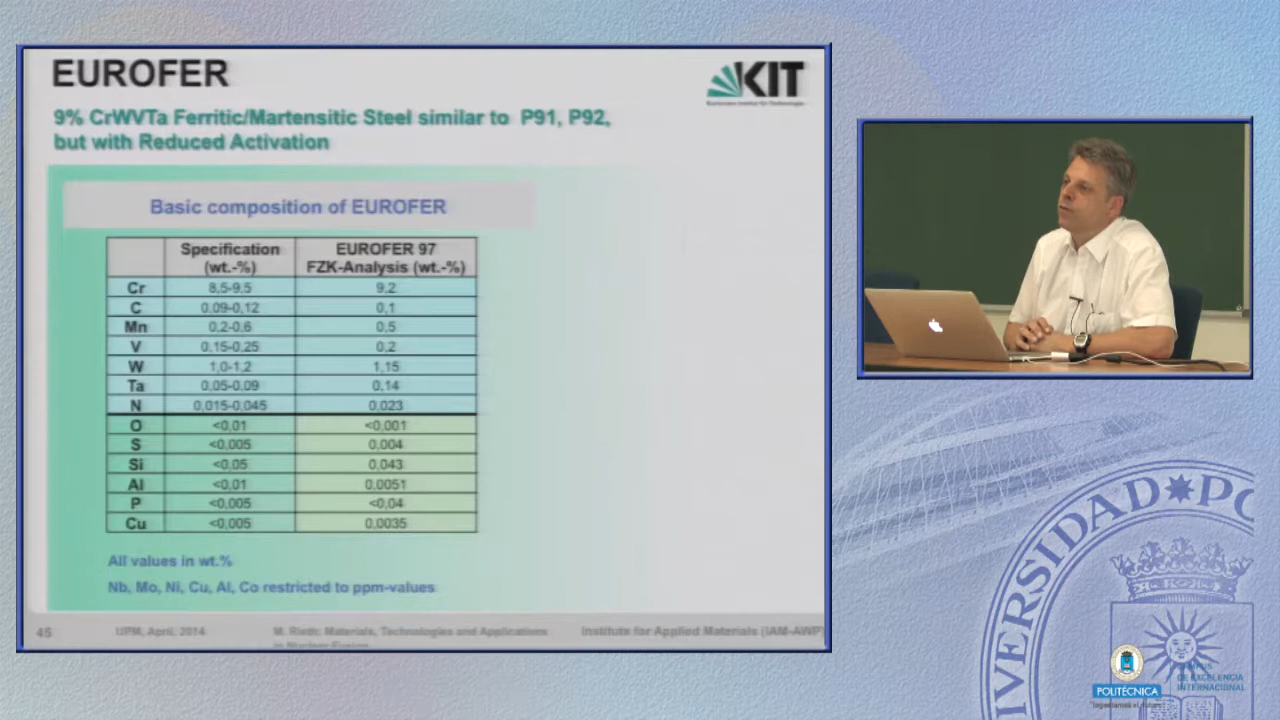 EUROFER
KIT
9% CrWVTa Ferritic/Martensitic Steel similar to P91, P92,
but with Reduced Activation
Basic composition of EUROFER
Specification (wt.-%) EUROFER 97 FZK-Analysis (wt.-%)
Cr 8,5-9,5 9,2
C 0,09-0,12 0,1
Mn 0,2-0,6 0,5
V 0,15-0,25 0,2
W 1,0-1,2 1,15
Ta 0,05-0,09 0,14
N 0,015-0,045 0,023
O <0,01 <0,001
S <0,005 0,004
Si <0,05 0,043
Al <0,01 0,0051
P <0,005 <0,04
Cu <0,005 0,0035
All values in wt.%
Nb, Mo, Ni, Cu, Al, Co restricted to ppm-values
45 UPM, April, 2014 M. Rieth: Materials, Technologies and Applications Institute for Applied Materials (IAM-AWP)
in Nuclear Fusion
POLITÉCNICA
DE EXCELENCIA
INTERNACIONAL